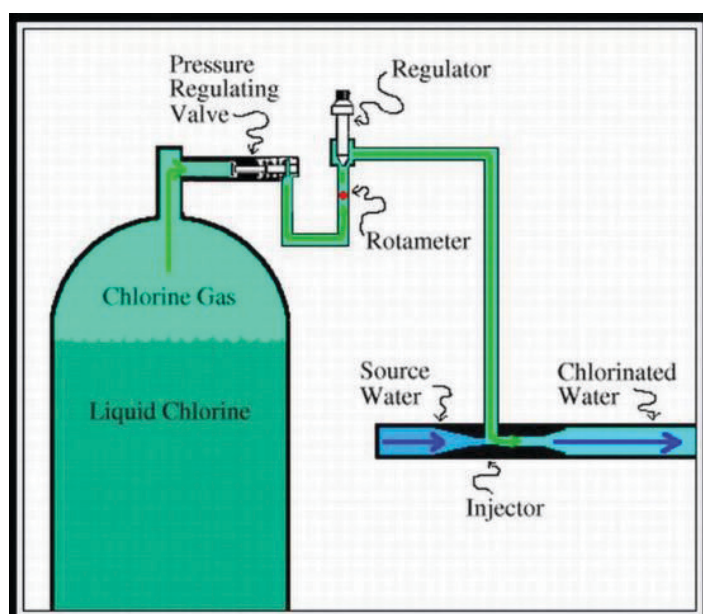 Pressure
Regulating
Valve
Regulator
Rotameter
Chlorine Gas
Liquid Chlorine
Source
Water
Chlorinated
Water
Injector